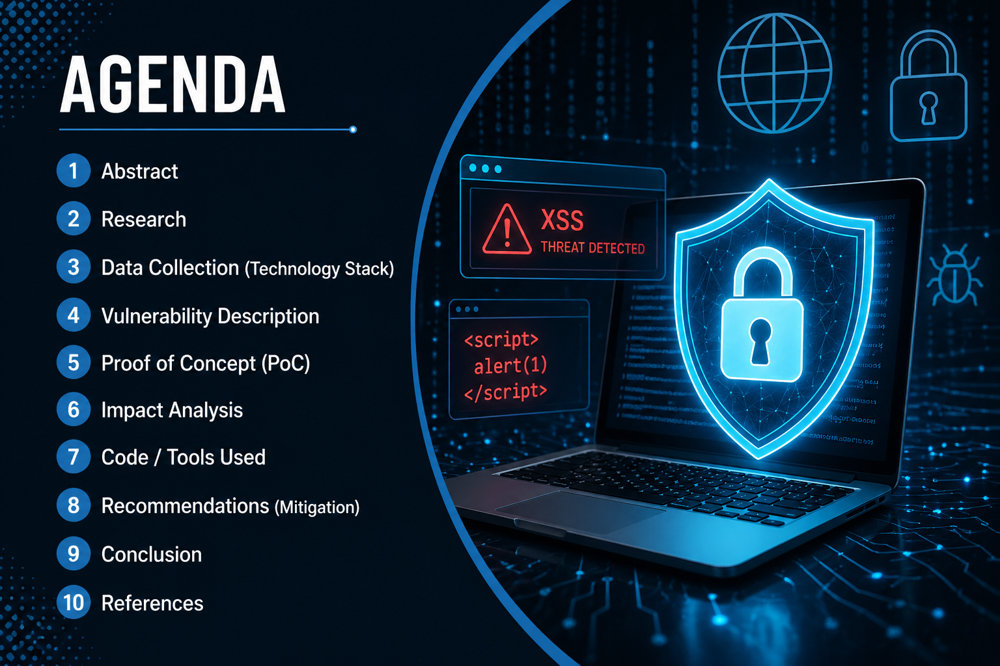 AGENDA
1 Abstract
2 Research
3 Data Collection (Technology Stack)
4 Vulnerability Description
5 Proof of Concept (PoC)
6 Impact Analysis
7 Code / Tools Used
8 Recommendations (Mitigation)
9 Conclusion
10 References
XSS
THREAT DETECTED
<script>
alert(1)
</script>